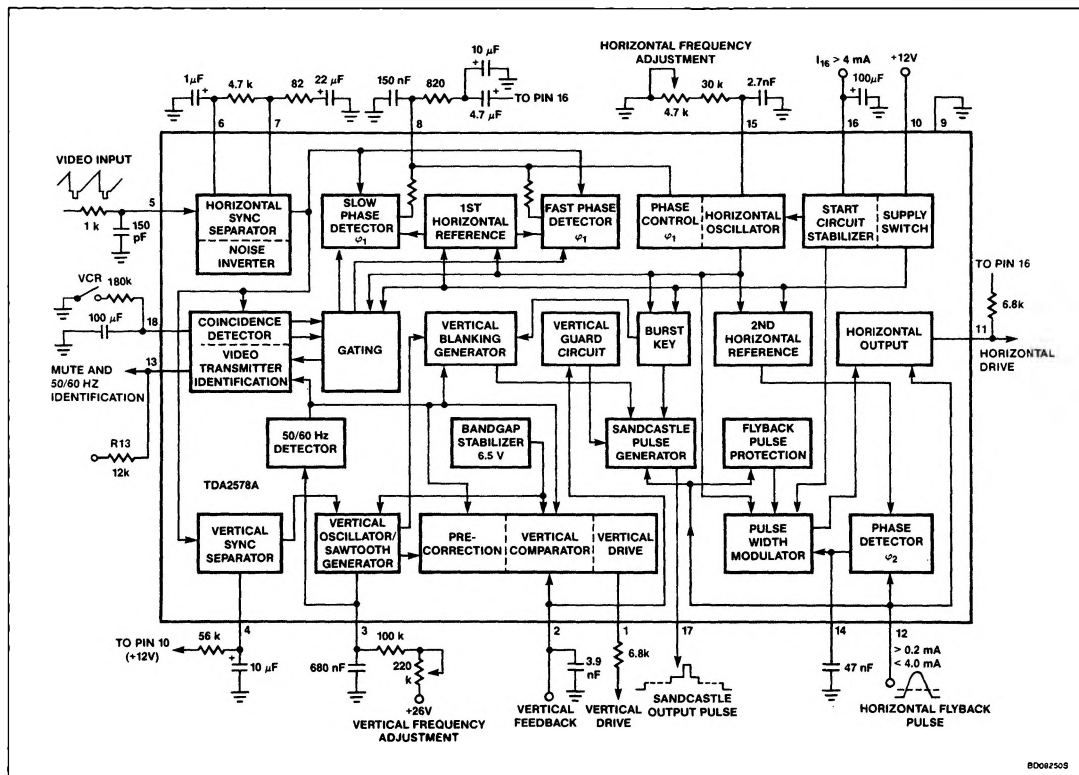 10 µF
HORIZONTAL FREQUENCY
ADJUSTMENT
I16 > 4 mA
+12V
1µF
4.7 k
82
22 µF
150 nF
820
4.7 µF
TO PIN 16
4.7 k
30 k
2.7nF
100µF
6
7
8
15
16
10
9
VIDEO INPUT
5
1 k
150
pF
HORIZONTAL
SYNC
SEPARATOR
NOISE
INVERTER
SLOW
PHASE
DETECTOR
φ1
1ST
HORIZONTAL
REFERENCE
FAST PHASE
DETECTOR
φ1
PHASE
CONTROL
φ1
HORIZONTAL
OSCILLATOR
START
CIRCUIT
STABILIZER
SUPPLY
SWITCH
TO PIN 16
6.8k
11
HORIZONTAL
DRIVE
VCR
180k
100 µF
18
13
MUTE AND
50/60 HZ
IDENTIFICATION
R13
12k
COINCIDENCE
DETECTOR
VIDEO
TRANSMITTER
IDENTIFICATION
GATING
VERTICAL
BLANKING
GENERATOR
VERTICAL
GUARD
CIRCUIT
BURST
KEY
2ND
HORIZONTAL
REFERENCE
HORIZONTAL
OUTPUT
50/60 Hz
DETECTOR
BANDGAP
STABILIZER
6.5 V
SANDCASTLE
PULSE
GENERATOR
FLYBACK
PULSE
PROTECTION
TDA2578A
VERTICAL
SYNC
SEPARATOR
VERTICAL
OSCILLATOR/
SAWTOOTH
GENERATOR
PRE-
CORRECTION
VERTICAL
COMPARATOR
VERTICAL
DRIVE
PULSE
WIDTH
MODULATOR
PHASE
DETECTOR
φ2
4
3
2
1
17
14
12
TO PIN 10
(+12V)
56 k
10 µF
680 nF
100 k
220
k
+26V
VERTICAL FREQUENCY
ADJUSTMENT
3.9
nF
VERTICAL
FEEDBACK
6.8k
VERTICAL
DRIVE
SANDCASTLE
OUTPUT PULSE
47 nF
> 0.2 mA
< 4.0 mA
HORIZONTAL FLYBACK
PULSE
BD08250S